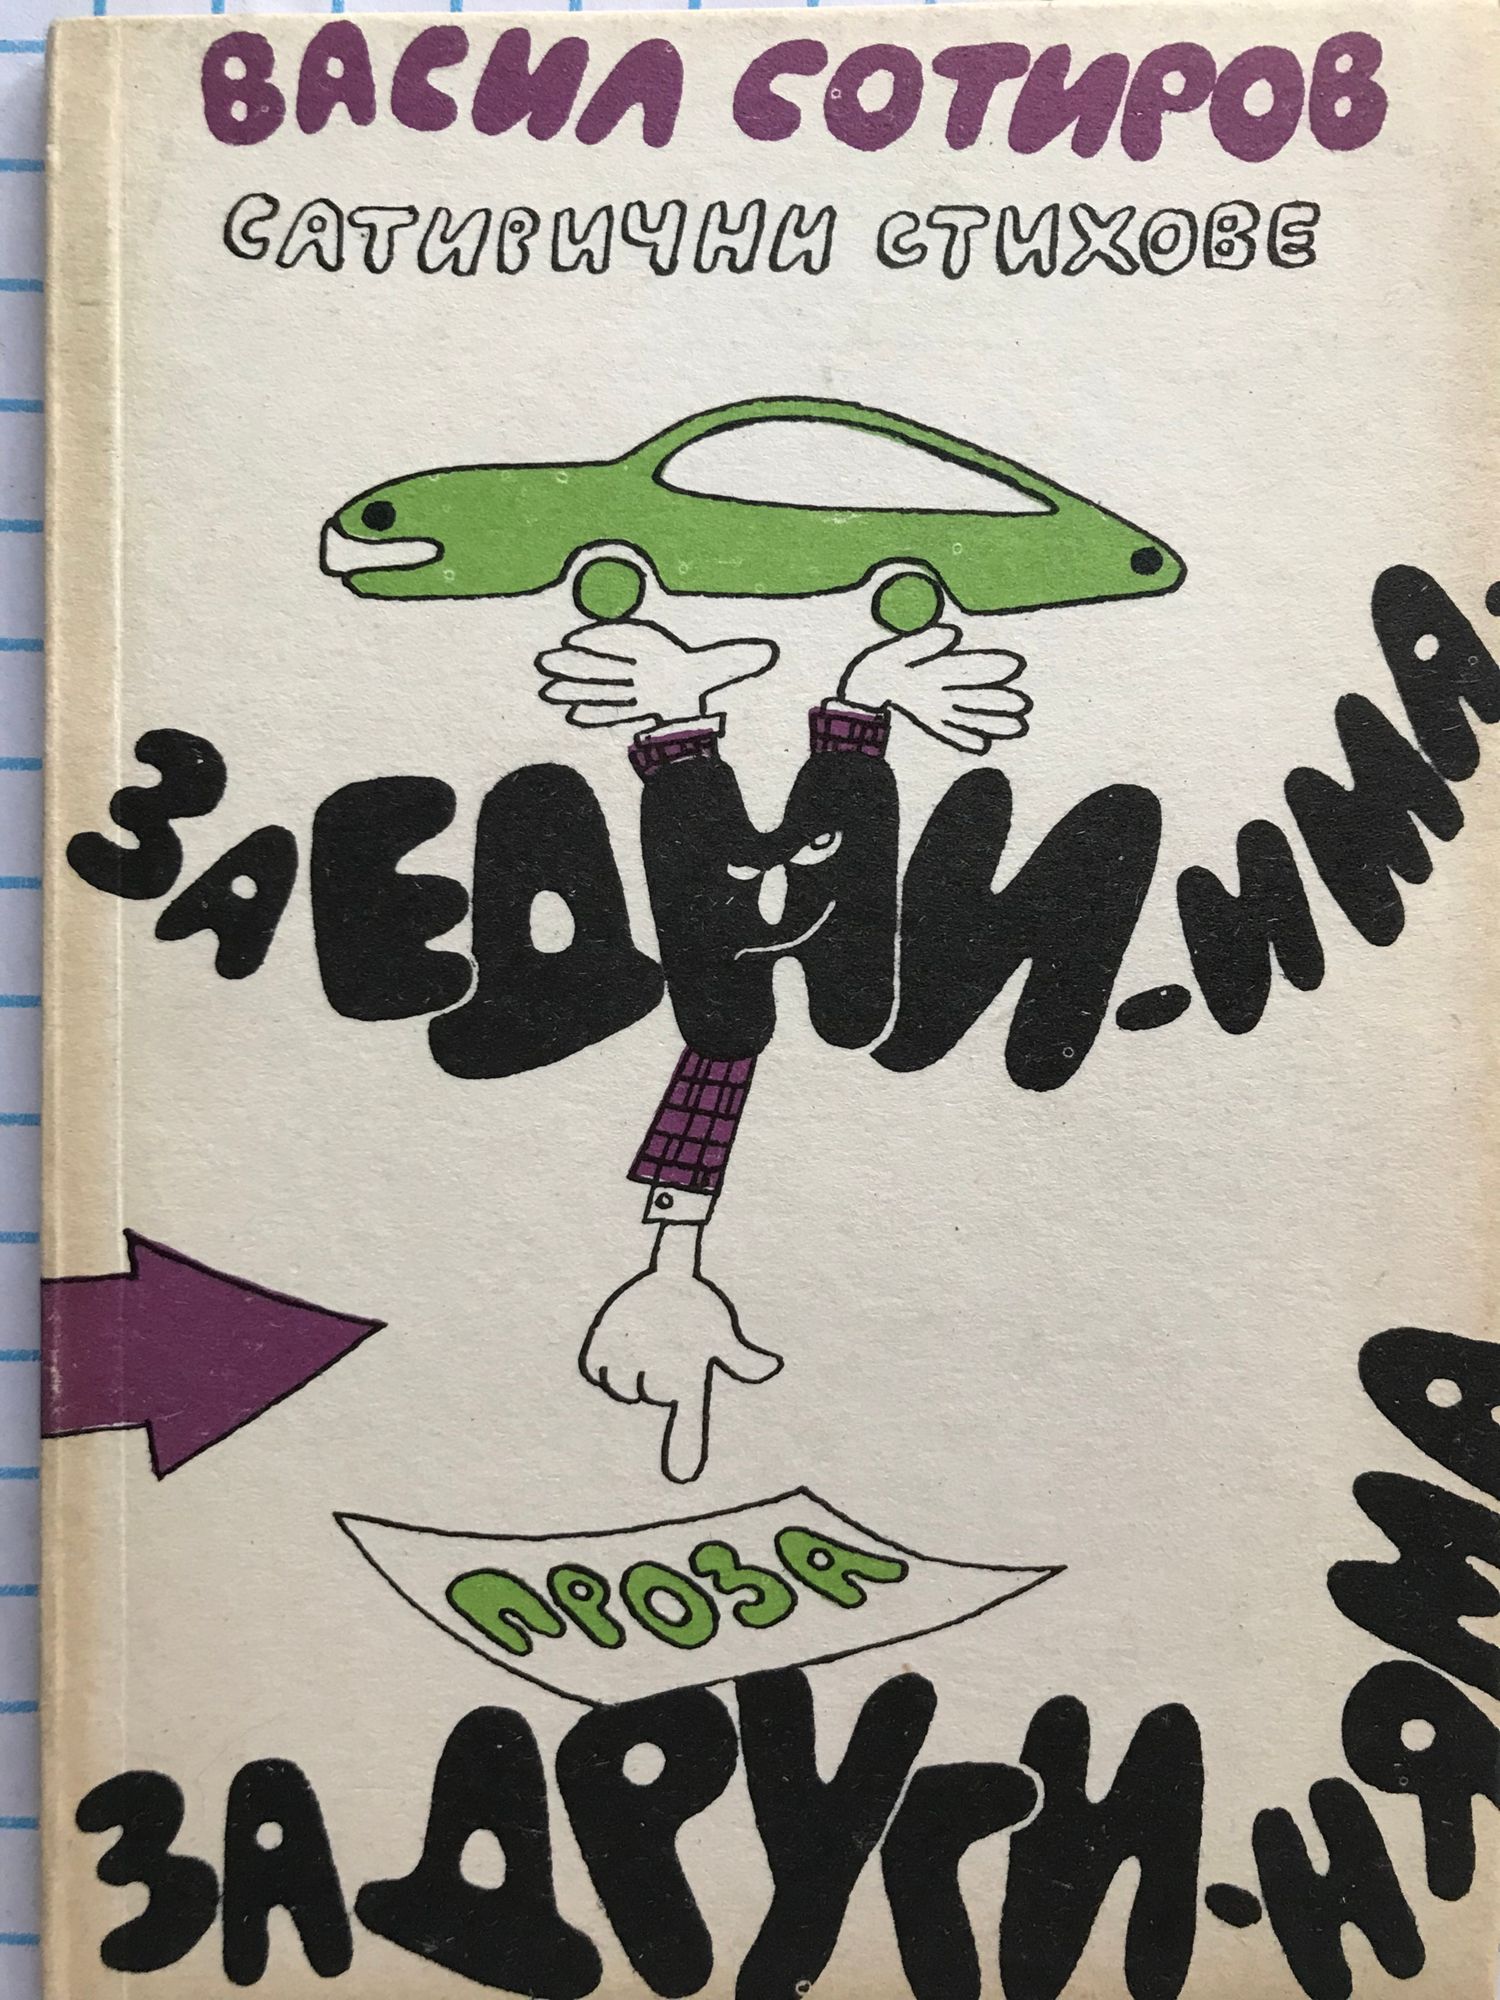 ВАСИЛ СОТИРОВ
САТИРИЧНИ СТИХОВЕ
ЗА ЕДНИ-ИМА.
ПРОЗА
ЗА ДРУГИ-НЯМА